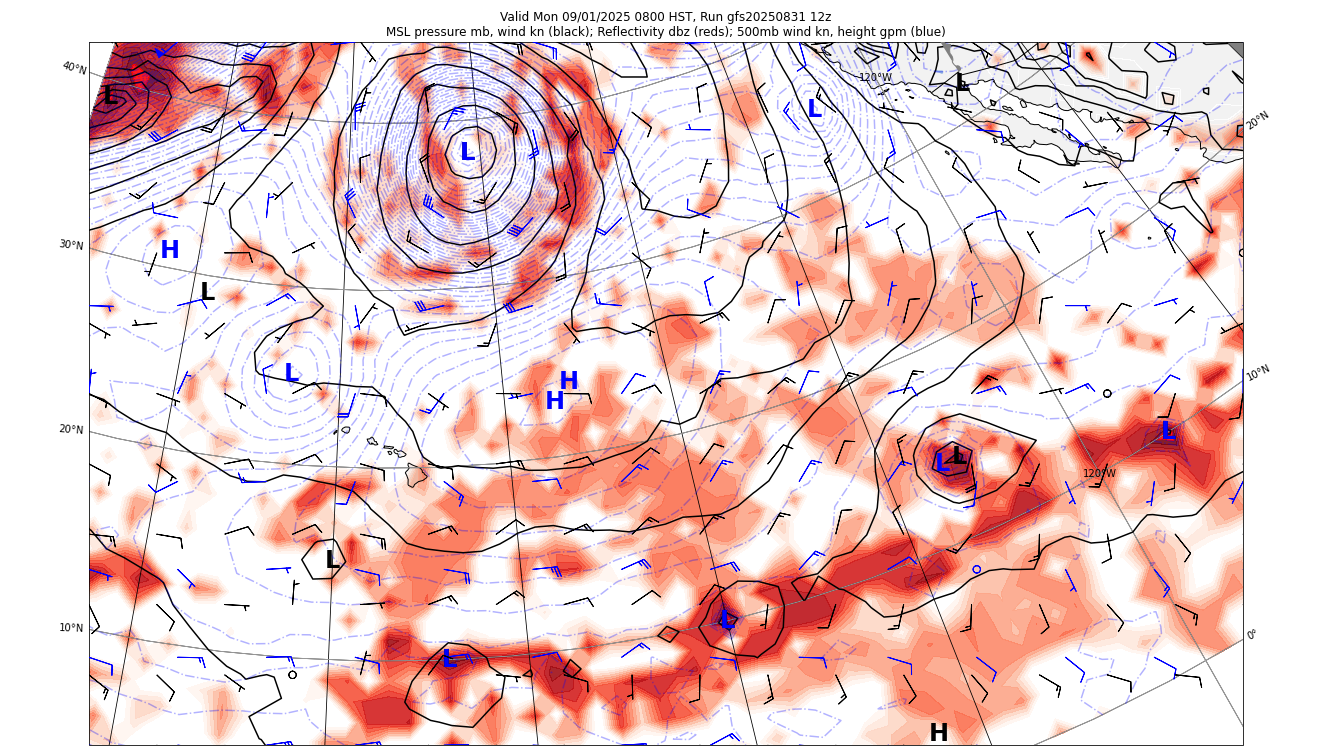 Valid Mon 09/01/2025 0800 HST, Run gfs20250831 12z
MSL pressure mb, wind kn (black); Reflectivity dbz (reds); 500mb wind kn, height gpm (blue)
40°N
120°W
L
L
L
L
20°N
L
30°N
H
L
L
H
H
10°N
20°N
L
L
L
120°W
L
10°N
L
L
0°
H